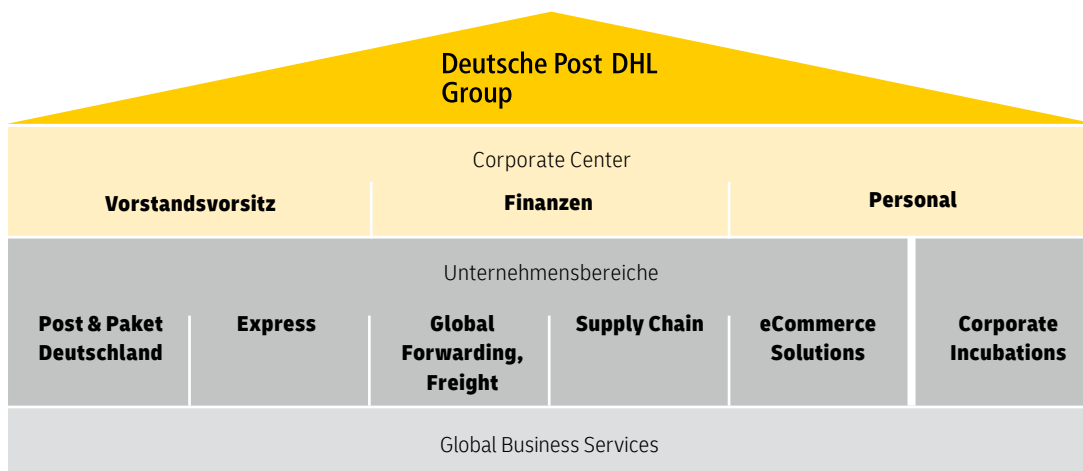 Deutsche Post DHL
Group
Corporate Center
Vorstandsvorsitz
Finanzen
Personal
Unternehmensbereiche
Post & Paket
Deutschland
Express
Global
Forwarding,
Freight
Supply Chain
eCommerce
Solutions
Corporate
Incubations
Global Business Services